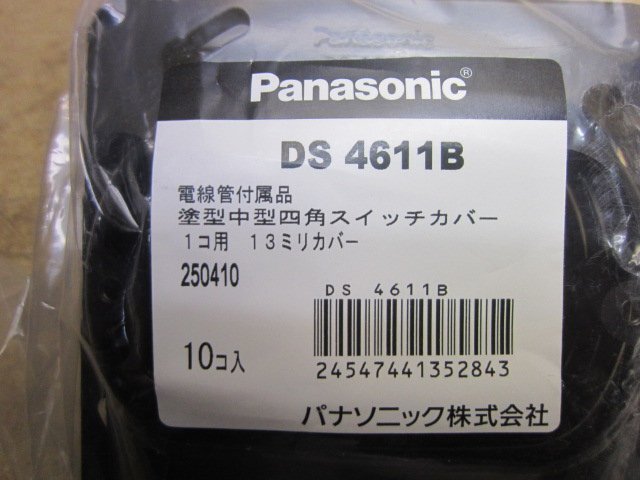 Panasonic®
DS 4611B
電線管付属品
塗型中型四角スイッチカバー
1コ用 13ミリカバー
250410
DS 4611B
10コ入
24547441352843
パナソニック株式会社